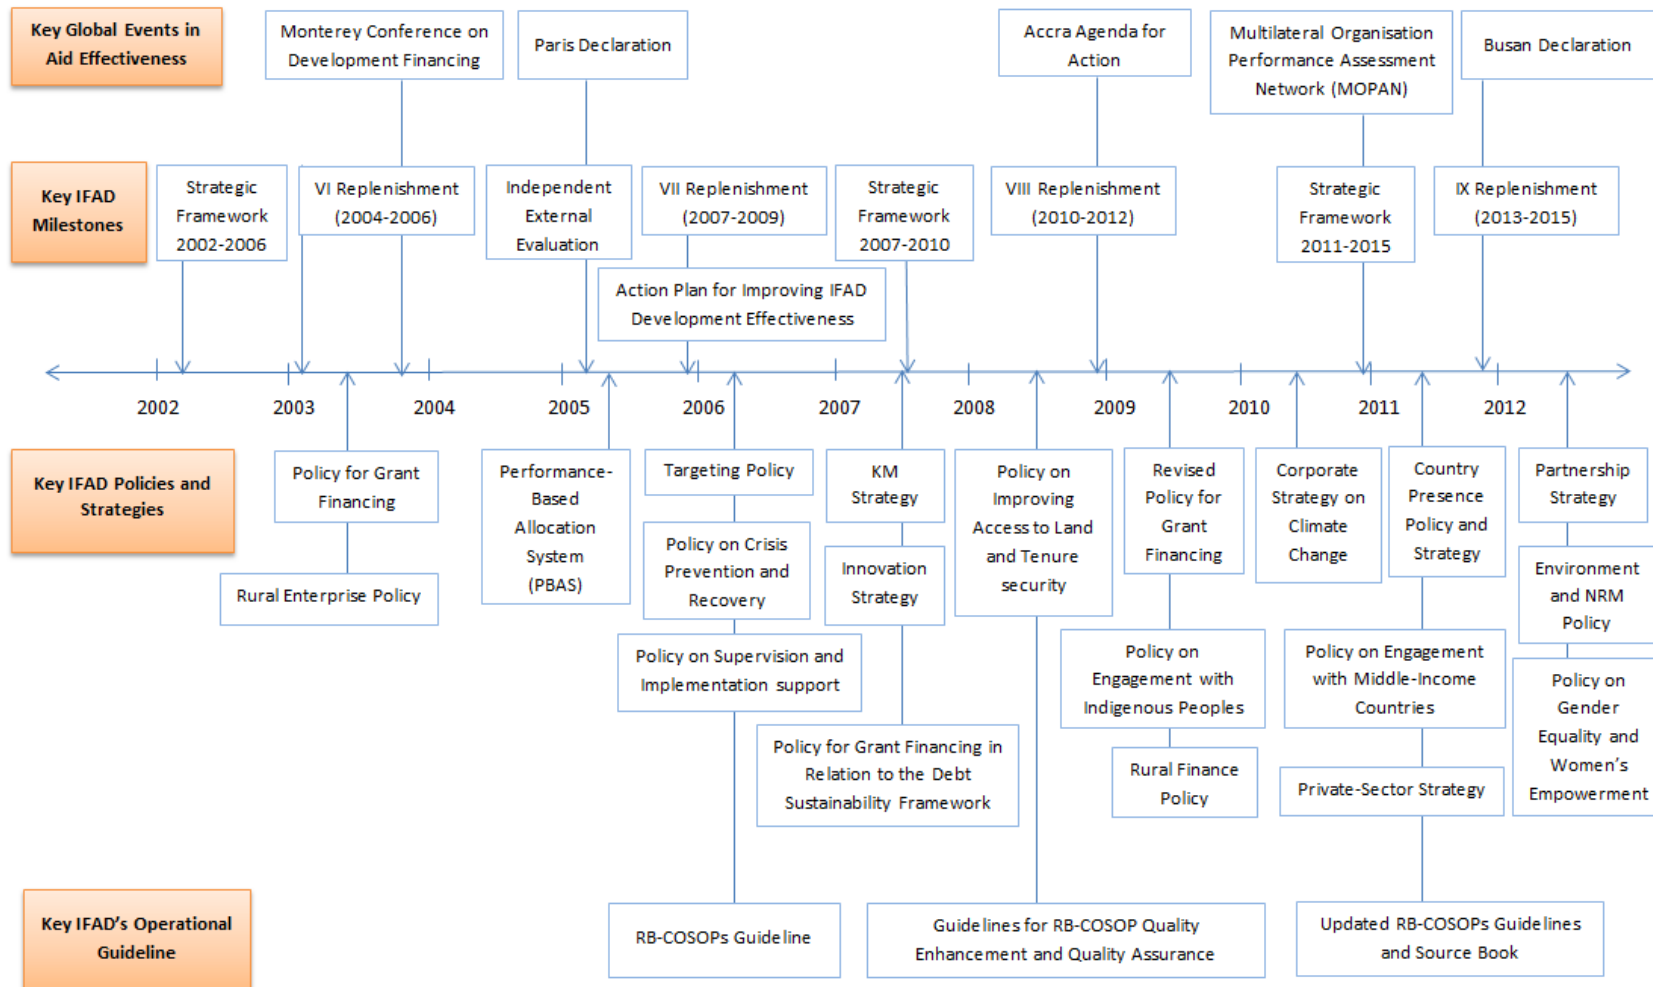 Key Global Events in
Aid Effectiveness
Monterey Conference on
Development Financing
Paris Declaration
Accra Agenda for
Action
Multilateral Organisation
Performance Assessment
Network (MOPAN)
Busan Declaration
Key IFAD
Milestones
Strategic
Framework
2002-2006
VI Replenishment
(2004-2006)
Independent
External
Evaluation
VII Replenishment
(2007-2009)
Strategic
Framework
2007-2010
VIII Replenishment
(2010-2012)
Strategic
Framework
2011-2015
IX Replenishment
(2013-2015)
Action Plan for Improving IFAD
Development Effectiveness
2002
2003
2004
2005
2006
2007
2008
2009
2010
2011
2012
Key IFAD Policies and
Strategies
Policy for Grant
Financing
Rural Enterprise Policy
Performance-
Based
Allocation
System
(PBAS)
Targeting Policy
Policy on Crisis
Prevention and
Recovery
Policy on Supervision and
Implementation support
KM
Strategy
Innovation
Strategy
Policy for Grant Financing in
Relation to the Debt
Sustainability Framework
Policy on
Improving
Access to Land
and Tenure
security
Revised
Policy for
Grant
Financing
Policy on
Engagement with
Indigenous Peoples
Rural Finance
Policy
Corporate
Strategy on
Climate
Change
Country
Presence
Policy and
Strategy
Policy on Engagement
with Middle-Income
Countries
Private-Sector Strategy
Partnership
Strategy
Environment
and NRM
Policy
Policy on
Gender
Equality and
Women's
Empowerment
Key IFAD's Operational
Guideline
RB-COSOPs Guideline
Guidelines for RB-COSOP Quality
Enhancement and Quality Assurance
Updated RB-COSOPs Guidelines
and Source Book